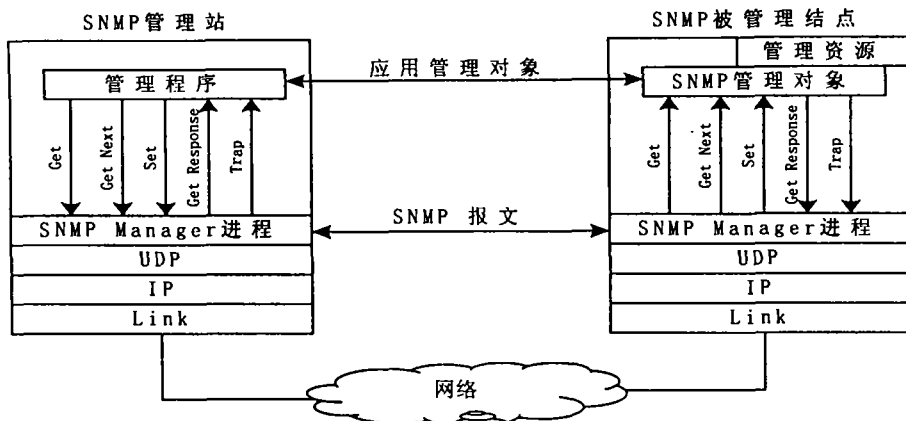 SNMP管理站
SNMP被管理结点
管理资源
管理程序
应用管理对象
SNMP管理对象
Get
Get Next
Set
Get Response
Trap
Get
Get Next
Set
Get Response
Trap
SNMP Manager进程
SNMP 报文
SNMP Manager进程
UDP
UDP
IP
IP
Link
Link
网络